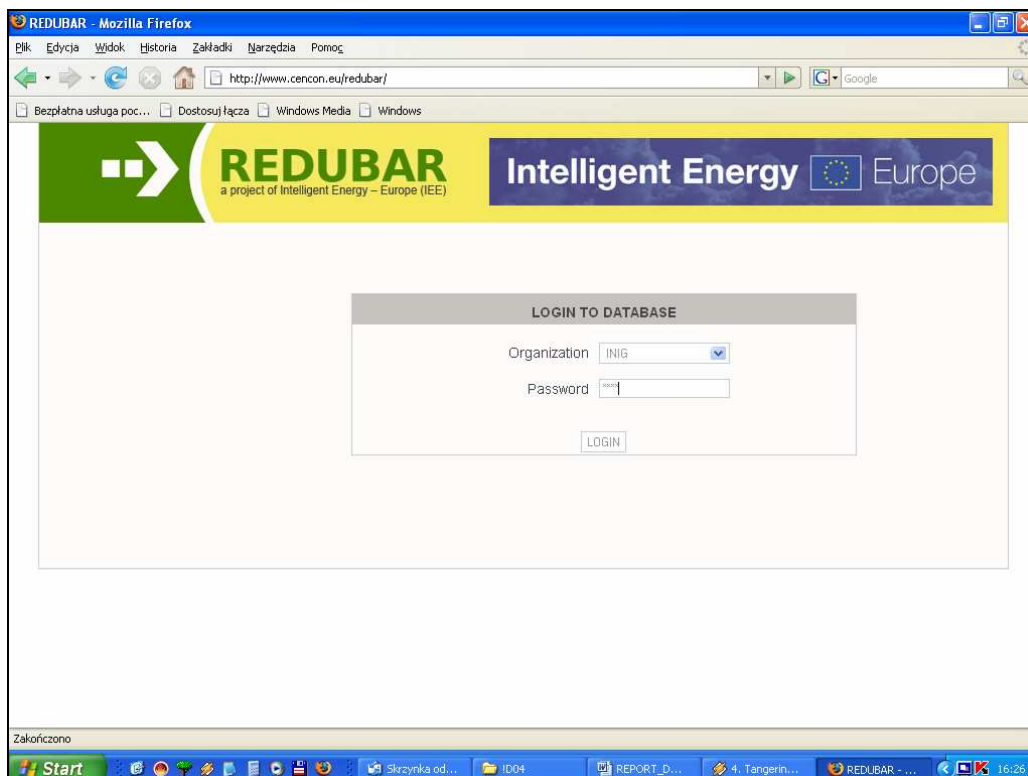 REDUBAR - Mozilla Firefox
Plik Edycja Widok Historia Zakładki Narzędzia Pomoc
http://www.cencon.eu/redubar/
G Google
Bezpłatna usługa poc... Dostosuj łącza Windows Media Windows
REDUBAR
a project of Intelligent Energy – Europe (IEE)
Intelligent Energy Europe
LOGIN TO DATABASE
Organization INIG
Password ****
LOGIN
Zakończono
Start Skrzynka od... !D04 REPORT_D... 4. Tangerin... REDUBAR - ... 16:26